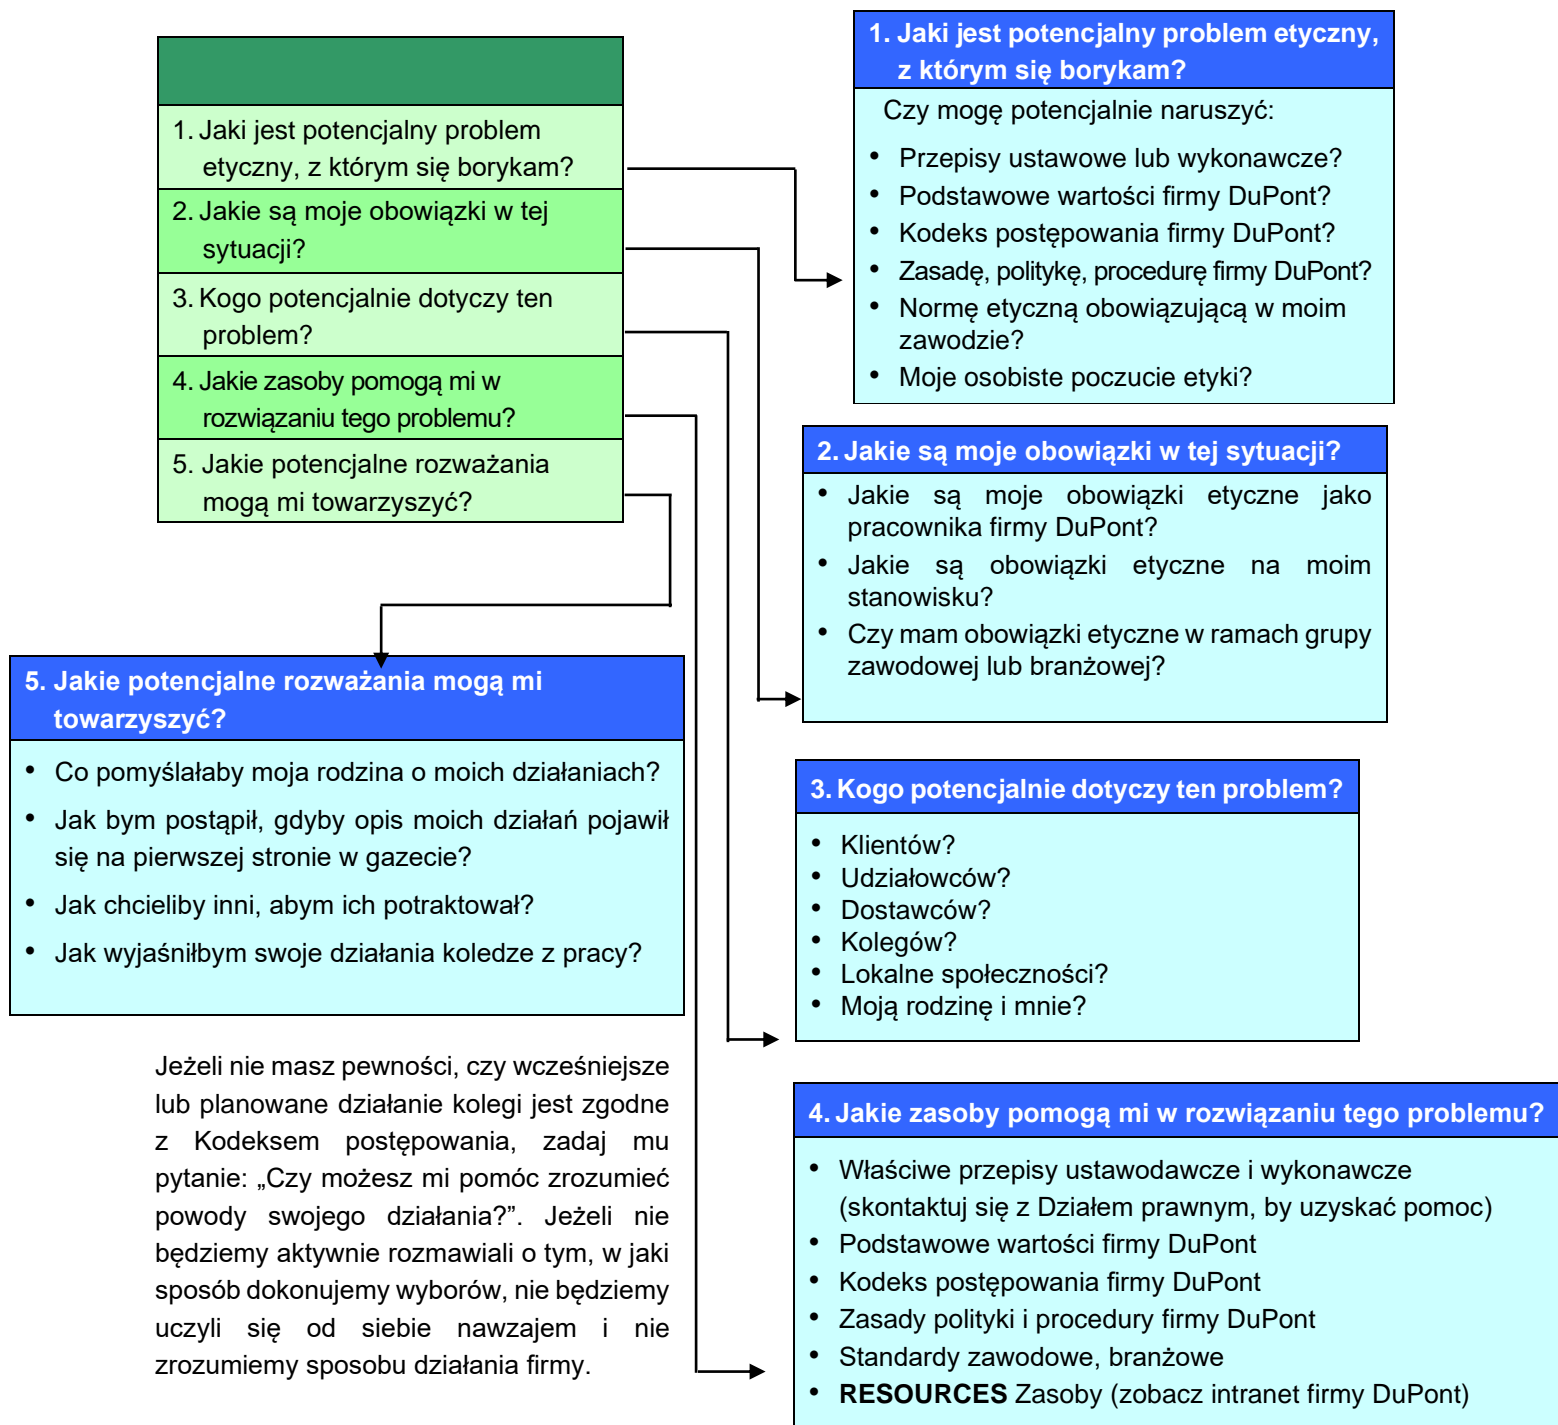 1. Jaki jest potencjalny problem
etyczny, z którym się borykam?
2. Jakie są moje obowiązki w tej
sytuacji?
3. Kogo potencjalnie dotyczy ten
problem?
4. Jakie zasoby pomogą mi w
rozwiązaniu tego problemu?
5. Jakie potencjalne rozważania
mogą mi towarzyszyć?
1. Jaki jest potencjalny problem etyczny,
z którym się borykam?
Czy mogę potencjalnie naruszyć:
• Przepisy ustawowe lub wykonawcze?
• Podstawowe wartości firmy DuPont?
• Kodeks postępowania firmy DuPont?
• Zasadę, politykę, procedurę firmy DuPont?
• Normę etyczną obowiązującą w moim
zawodzie?
• Moje osobiste poczucie etyki?
2. Jakie są moje obowiązki w tej sytuacji?
• Jakie są moje obowiązki etyczne jako
pracownika firmy DuPont?
• Jakie są obowiązki etyczne na moim
stanowisku?
• Czy mam obowiązki etyczne w ramach grupy
zawodowej lub branżowej?
3. Kogo potencjalnie dotyczy ten problem?
• Klientów?
• Udziałowców?
• Dostawców?
• Kolegów?
• Lokalne społeczności?
• Moją rodzinę i mnie?
4. Jakie zasoby pomogą mi w rozwiązaniu tego problemu?
• Właściwe przepisy ustawodawcze i wykonawcze
(skontaktuj się z Działem prawnym, by uzyskać pomoc)
• Podstawowe wartości firmy DuPont
• Kodeks postępowania firmy DuPont
• Zasady polityki i procedury firmy DuPont
• Standardy zawodowe, branżowe
• RESOURCES Zasoby (zobacz intranet firmy DuPont)
5. Jakie potencjalne rozważania mogą mi
towarzyszyć?
• Co pomyślałaby moja rodzina o moich działaniach?
• Jak bym postąpił, gdyby opis moich działań pojawił
się na pierwszej stronie w gazecie?
• Jak chcieliby inni, abym ich potraktował?
• Jak wyjaśniłbym swoje działania koledze z pracy?
Jeżeli nie masz pewności, czy wcześniejsze
lub planowane działanie kolegi jest zgodne
z Kodeksem postępowania, zadaj mu
pytanie: „Czy możesz mi pomóc zrozumieć
powody swojego działania?”. Jeżeli nie
będziemy aktywnie rozmawiali o tym, w jaki
sposób dokonujemy wyborów, nie będziemy
uczyli się od siebie nawzajem i nie
zrozumiemy sposobu działania firmy.